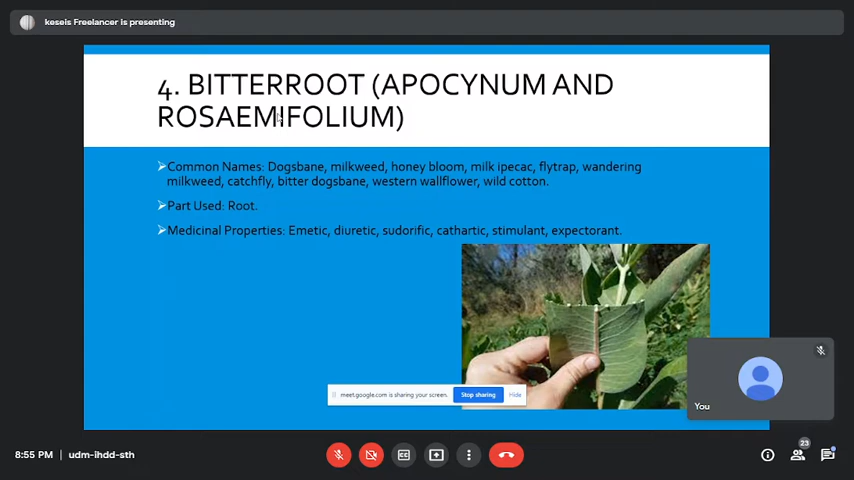 keseis Freelancer is presenting
4. BITTERROOT (APOCYNUM AND
ROSAEMIFOLIUM)
Common Names: Dogsbane, milkweed, honey bloom, milk ipecac, flytrap, wandering
milkweed, catchfly, bitter dogsbane, western wallflower, wild cotton.
Part Used: Root.
Medicinal Properties: Emetic, diuretic, sudorific, cathartic, stimulant, expectorant.
meet.google.com is sharing your screen. Stop sharing Hide
You
8:55 PM | udm-ihdd-sth
23